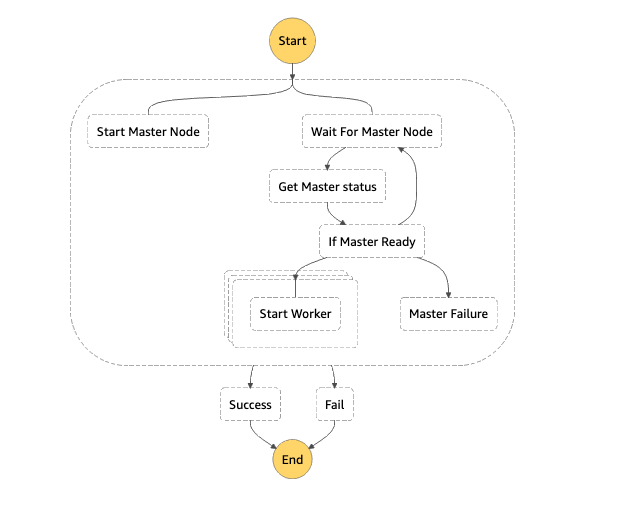 Start
Start Master Node
Wait For Master Node
Get Master status
If Master Ready
Start Worker
Master Failure
Success
Fail
End